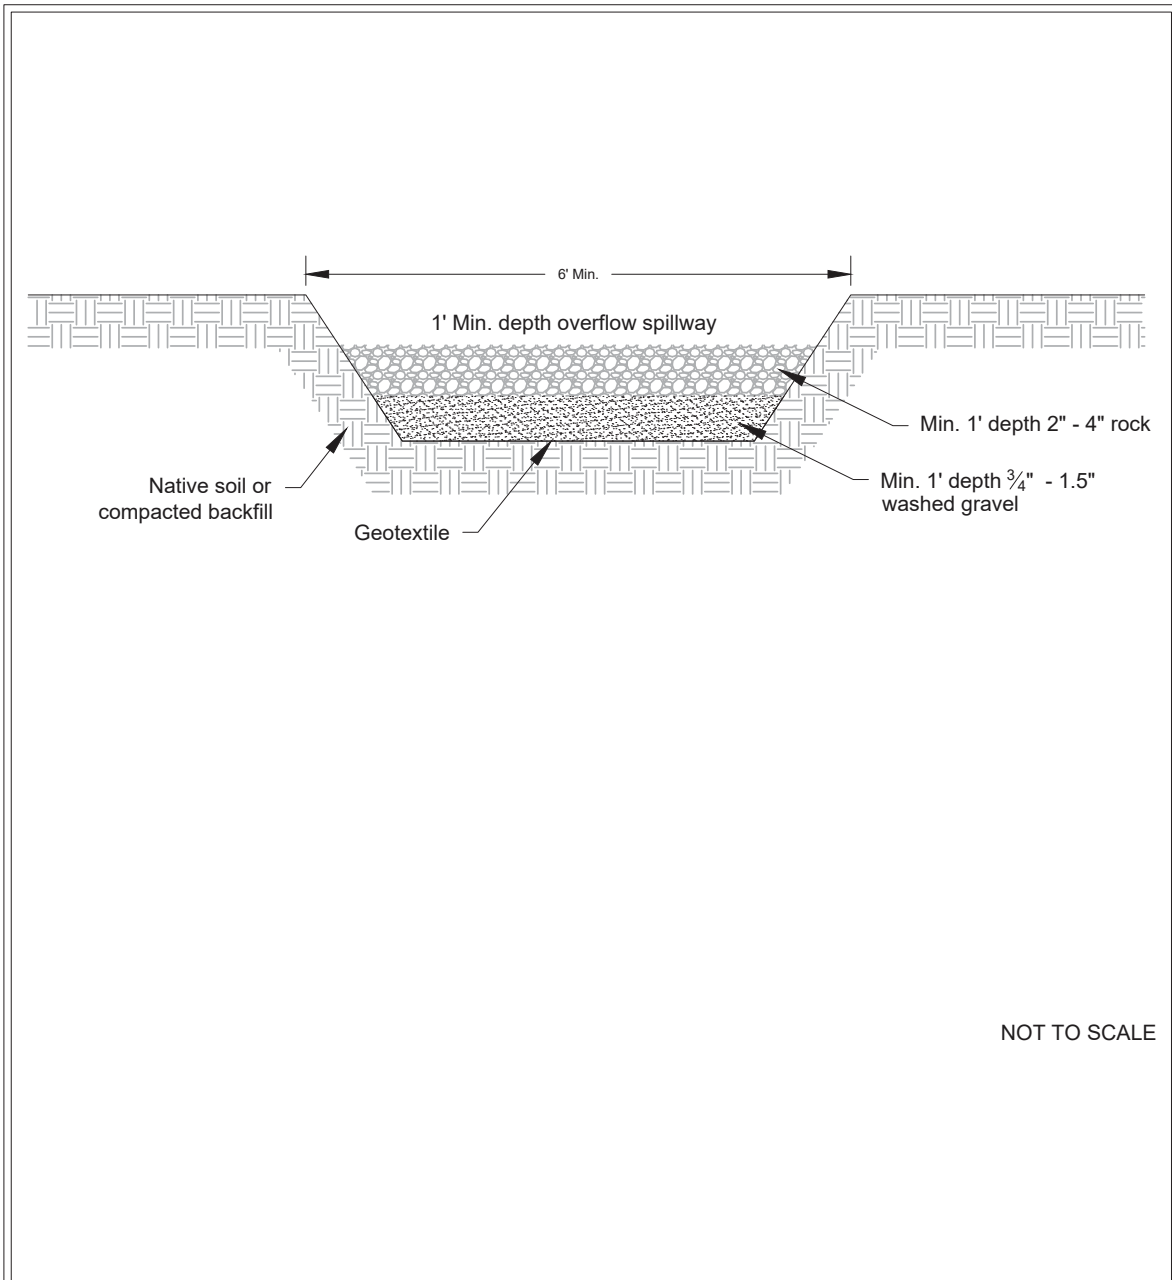 6' Min.
1' Min. depth overflow spillway
Min. 1' depth 2" - 4" rock
Min. 1' depth ¾" - 1.5"
washed gravel
Native soil or
compacted backfill
Geotextile
NOT TO SCALE